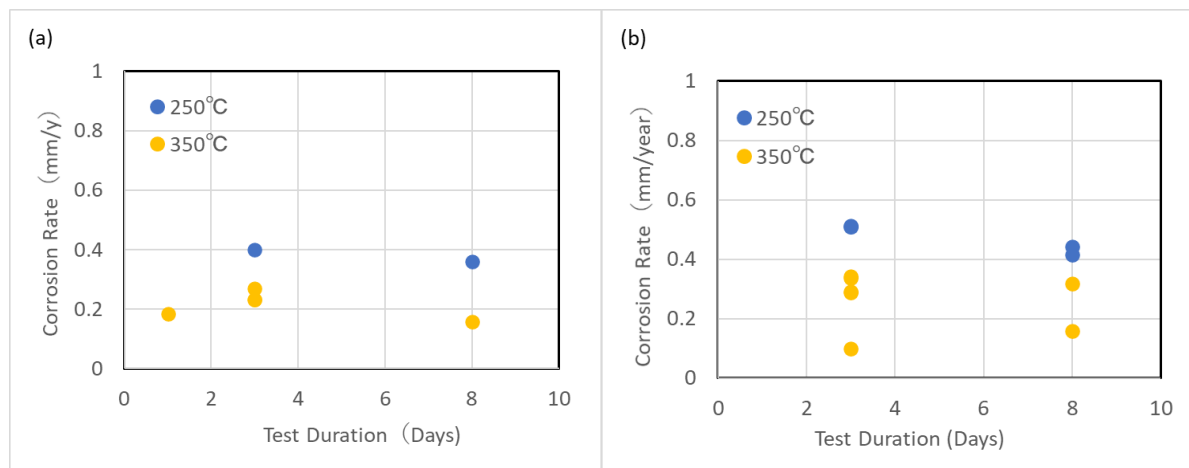 (a)
1
0.8
0.6
0.4
0.2
0
0 2 4 6 8 10
Corrosion Rate（mm/y）
Test Duration（Days)
250℃
350℃
(b)
1
0.8
0.6
0.4
0.2
0
0 2 4 6 8 10
Corrosion Rate（mm/year)
Test Duration (Days)
250℃
350℃